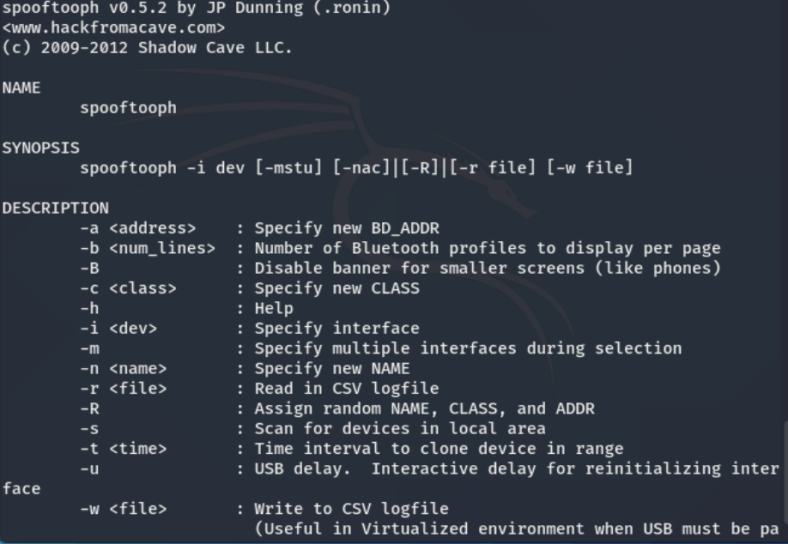 spooftooph v0.5.2 by JP Dunning (.ronin)
<www.hackfromacave.com>
(c) 2009-2012 Shadow Cave LLC.
NAME
spooftooph
SYNOPSIS
spooftooph -i dev [-mstu] [-nac]|[-R]|[-r file] [-w file]
DESCRIPTION
-a <address> : Specify new BD_ADDR
-b <num_lines> : Number of Bluetooth profiles to display per page
-B : Disable banner for smaller screens (like phones)
-c <class> : Specify new CLASS
-h : Help
-i <dev> : Specify interface
-m : Specify multiple interfaces during selection
-n <name> : Specify new NAME
-r <file> : Read in CSV logfile
-R : Assign random NAME, CLASS, and ADDR
-s : Scan for devices in local area
-t <time> : Time interval to clone device in range
-u : USB delay. Interactive delay for reinitializing inter
face
-w <file> : Write to CSV logfile
(Useful in Virtualized environment when USB must be pa